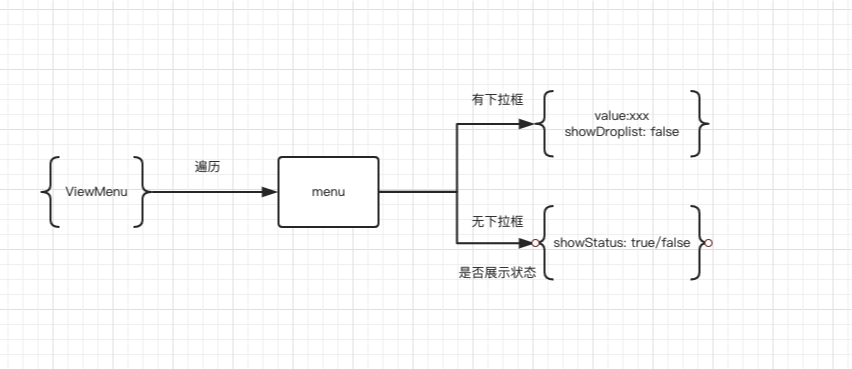 ViewMenu
遍历
menu
有下拉框
value:xxx
showDroplist: false
无下拉框
showStatus: true/false
是否展示状态